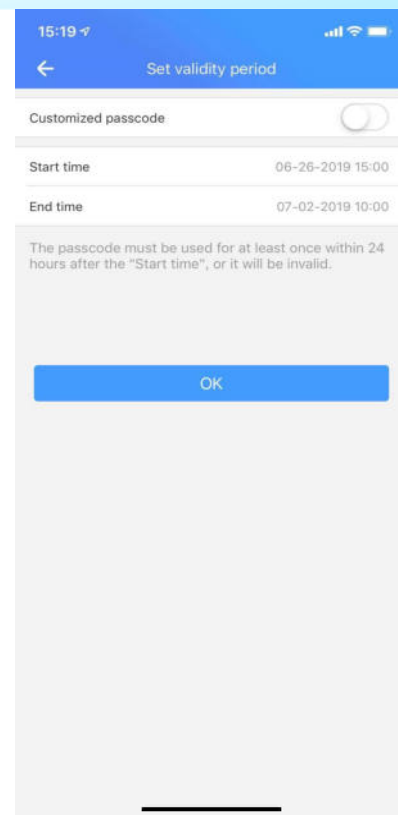 15:19
Set validity period
Customized passcode
Start time 06-26-2019 15:00
End time 07-02-2019 10:00
The passcode must be used for at least once within 24
hours after the "Start time", or it will be invalid.
OK